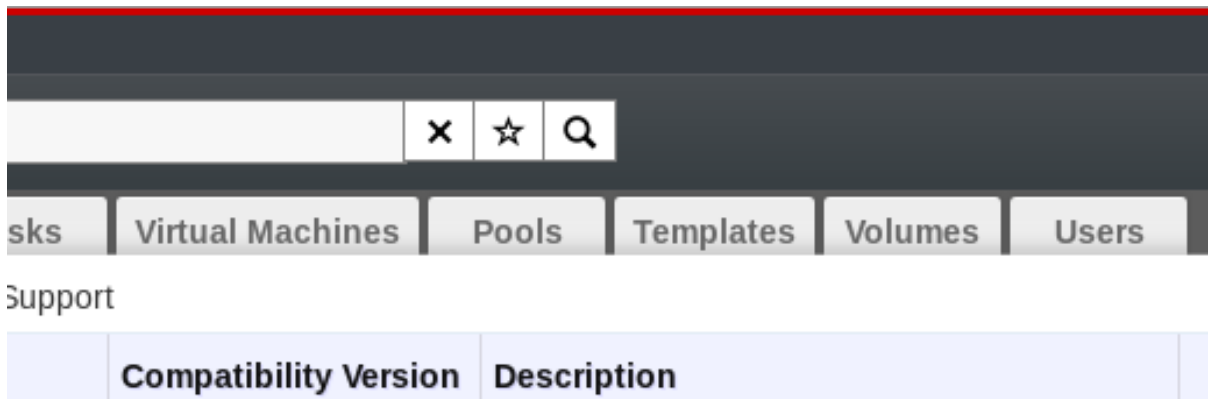 sks Virtual Machines Pools Templates Volumes Users
Support
Compatibility Version Description